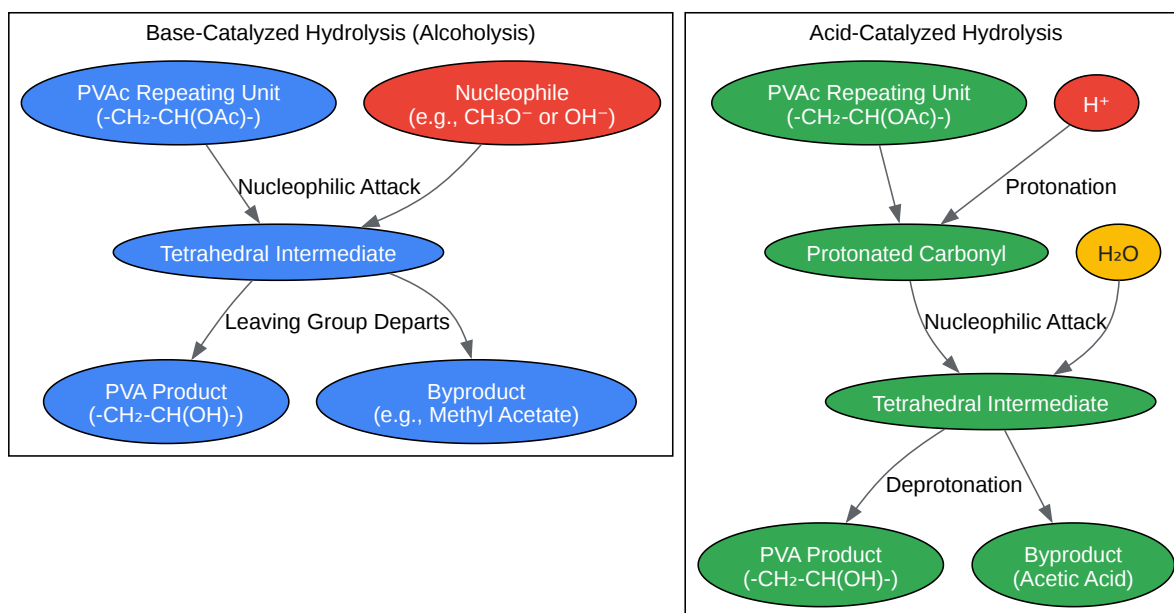 Base-Catalyzed Hydrolysis (Alcoholysis)
PVAc Repeating Unit
(-CH₂-CH(OAc)-)
Nucleophile
(e.g., CH₃O⁻ or OH⁻)
Nucleophilic Attack
Tetrahedral Intermediate
Leaving Group Departs
PVA Product
(-CH₂-CH(OH)-)
Byproduct
(e.g., Methyl Acetate)
Acid-Catalyzed Hydrolysis
PVAc Repeating Unit
(-CH₂-CH(OAc)-)
H⁺
Protonation
Protonated Carbonyl
H₂O
Nucleophilic Attack
Tetrahedral Intermediate
Deprotonation
PVA Product
(-CH₂-CH(OH)-)
Byproduct
(Acetic Acid)